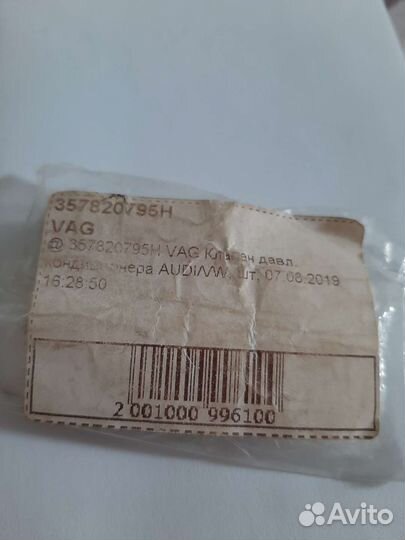 357820795H
VAG
@ 357820795H VAG Клапан давл.
кондиционера AUDI/VW, шт, 07.08.2019
16:28:50
2 001000 996100
Avito